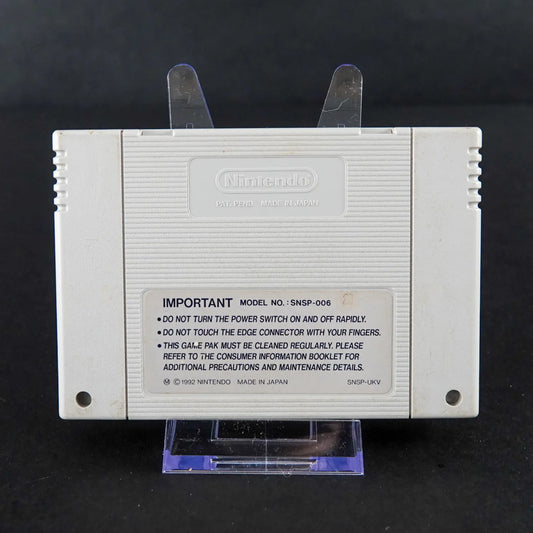 Nintendo
PAT. PEND. MADE IN JAPAN
IMPORTANT MODEL NO. : SNSP-006
• DO NOT TURN THE POWER SWITCH ON AND OFF RAPIDLY.
• DO NOT TOUCH THE EDGE CONNECTOR WITH YOUR FINGERS.
• THIS GAME PAK MUST BE CLEANED REGULARLY. PLEASE
REFER TO THE CONSUMER INFORMATION BOOKLET FOR
ADDITIONAL PRECAUTIONS AND MAINTENANCE DETAILS.
Ⓜ ©1992 NINTENDO MADE IN JAPAN SNSP-UKV